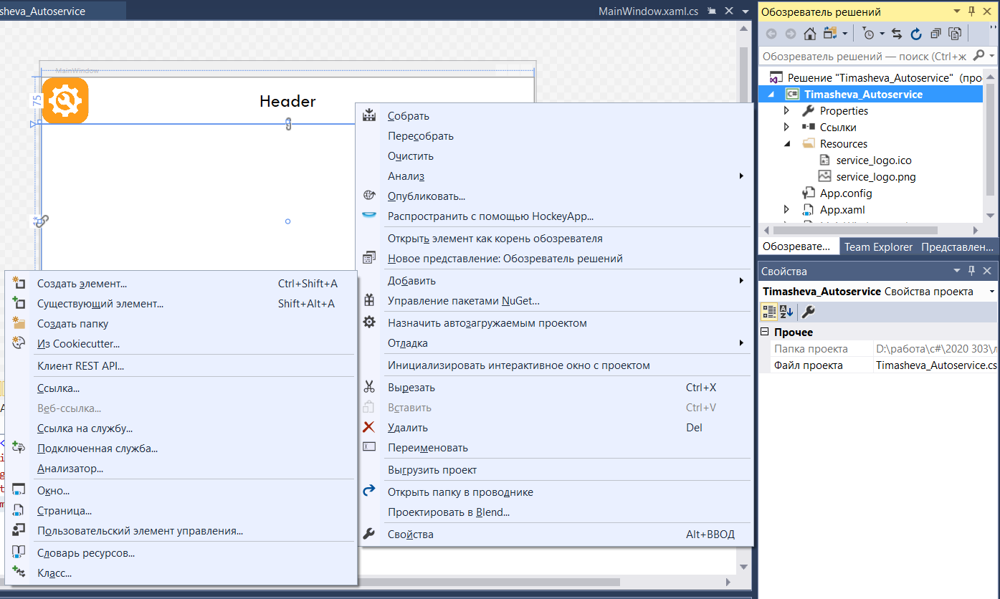 sheva_Autoservice
MainWindow.xaml.cs
MainWindow
75
Header
Собрать
Пересобрать
Очистить
Анализ
Опубликовать...
Распространить с помощью HockeyApp...
Открыть элемент как корень обозревателя
Новое представление: Обозреватель решений
Добавить
Управление пакетами NuGet...
Назначить автозагружаемым проектом
Отладка
Инициализировать интерактивное окно с проектом
Вырезать Ctrl+X
Вставить Ctrl+V
Удалить Del
Переименовать
Выгрузить проект
Открыть папку в проводнике
Проектировать в Blend...
Свойства Alt+ВВОД
Создать элемент... Ctrl+Shift+A
Существующий элемент... Shift+Alt+A
Создать папку
Из Cookiecutter...
Клиент REST API...
Ссылка...
Веб-ссылка...
Ссылка на службу...
Подключенная служба...
Анализатор...
Окно...
Страница...
Пользовательский элемент управления...
Словарь ресурсов...
Класс...
Обозреватель решений
Обозреватель решений — поиск (Ctrl+ж
Решение "Timasheva_Autoservice" (про
C# Timasheva_Autoservice
Properties
Ссылки
Resources
service_logo.ico
service_logo.png
App.config
App.xaml
Обозревате... Team Explorer Представлен...
Свойства
Timasheva_Autoservice Свойства проекта
Прочее
Папка проекта D:\работа\c#\2020 303\л
Файл проекта Timasheva_Autoservice.cs